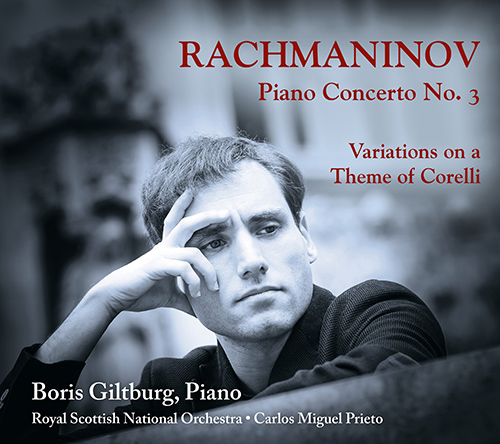 RACHMANINOV
Piano Concerto No. 3
Variations on a
Theme of Corelli
Boris Giltburg, Piano
Royal Scottish National Orchestra • Carlos Miguel Prieto